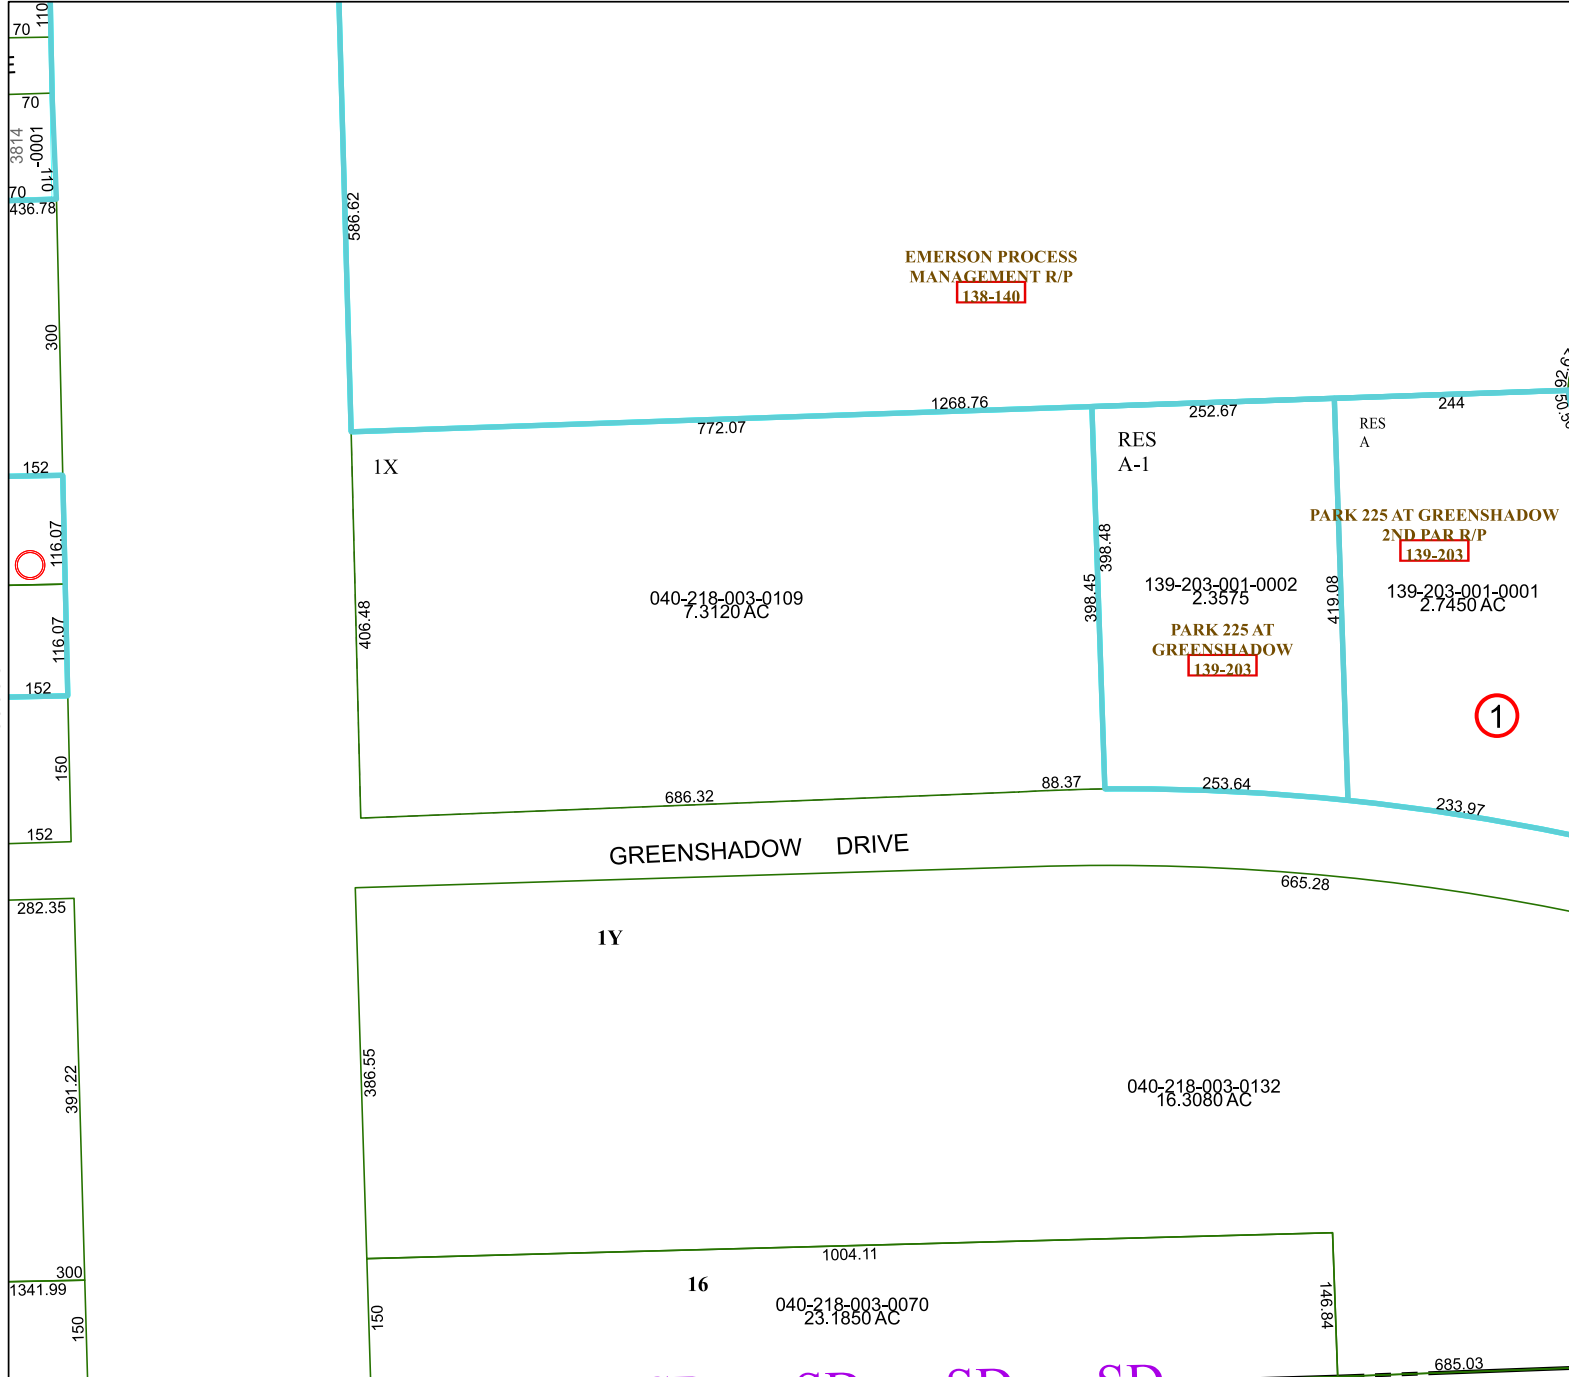 110
70
70
3814
-0001
110
70
436.78
586.62
300
EMERSON PROCESS
MANAGEMENT R/P
138-140
1268.76
772.07
252.67
244
152
1X
RES
A-1
RES
A
116.07
116.07
152
150
152
406.48
040-218-003-0109
7.3120 AC
398.48
398.45
139-203-001-0002
2.3575
PARK 225 AT
GREENSHADOW
139-203
419.08
PARK 225 AT GREENSHADOW
2ND PAR R/P
139-203
139-203-001-0001
2.7450 AC
1
686.32
88.37
253.64
233.97
GREENSHADOW DRIVE
665.28
282.35
1Y
391.22
386.55
040-218-003-0132
16.3080 AC
300
1341.99
150
1004.11
16
040-218-003-0070
23.1850 AC
150
146.84
685.03
SD SD SD SD